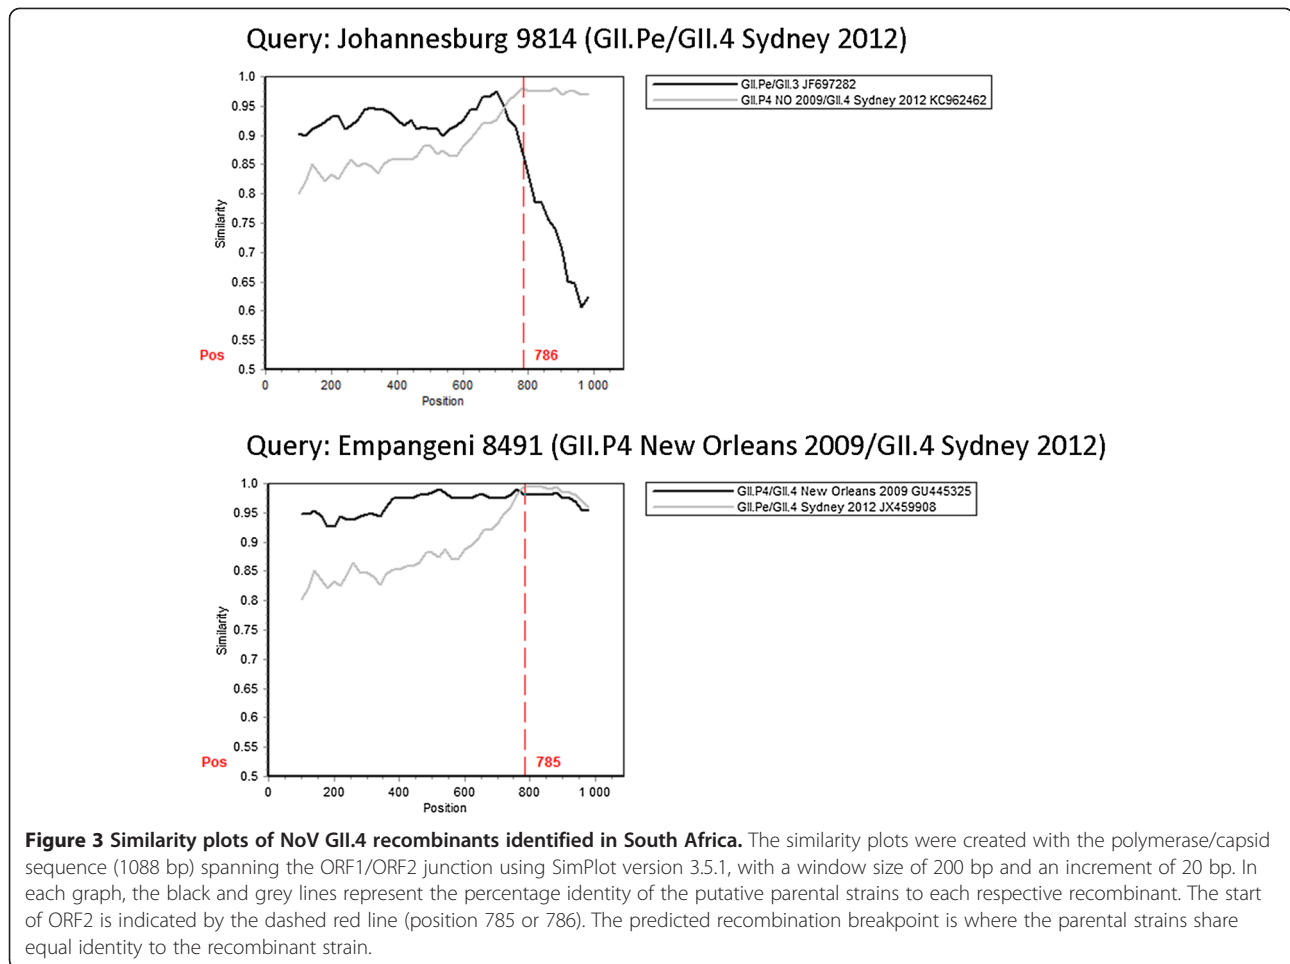 Query: Johannesburg 9814 (GII.Pe/GII.4 Sydney 2012)
GII.Pe/GII.3 JF697282
GII.P4 NO 2009/GII.4 Sydney 2012 KC962462
1.0
0.95
0.9
0.85
0.8
0.75
0.7
0.65
0.6
0.55
0.5
Similarity
Pos
786
0 200 400 600 800 1 000
Position
Query: Empangeni 8491 (GII.P4 New Orleans 2009/GII.4 Sydney 2012)
GII.P4/GII.4 New Orleans 2009 GU445325
GII.Pe/GII.4 Sydney 2012 JX459908
1.0
0.95
0.9
0.85
0.8
0.75
0.7
0.65
0.6
0.55
0.5
Similarity
Pos
785
0 200 400 600 800 1 000
Position
Figure 3 Similarity plots of NoV GII.4 recombinants identified in South Africa. The similarity plots were created with the polymerase/capsid
sequence (1088 bp) spanning the ORF1/ORF2 junction using SimPlot version 3.5.1, with a window size of 200 bp and an increment of 20 bp. In
each graph, the black and grey lines represent the percentage identity of the putative parental strains to each respective recombinant. The start
of ORF2 is indicated by the dashed red line (position 785 or 786). The predicted recombination breakpoint is where the parental strains share
equal identity to the recombinant strain.